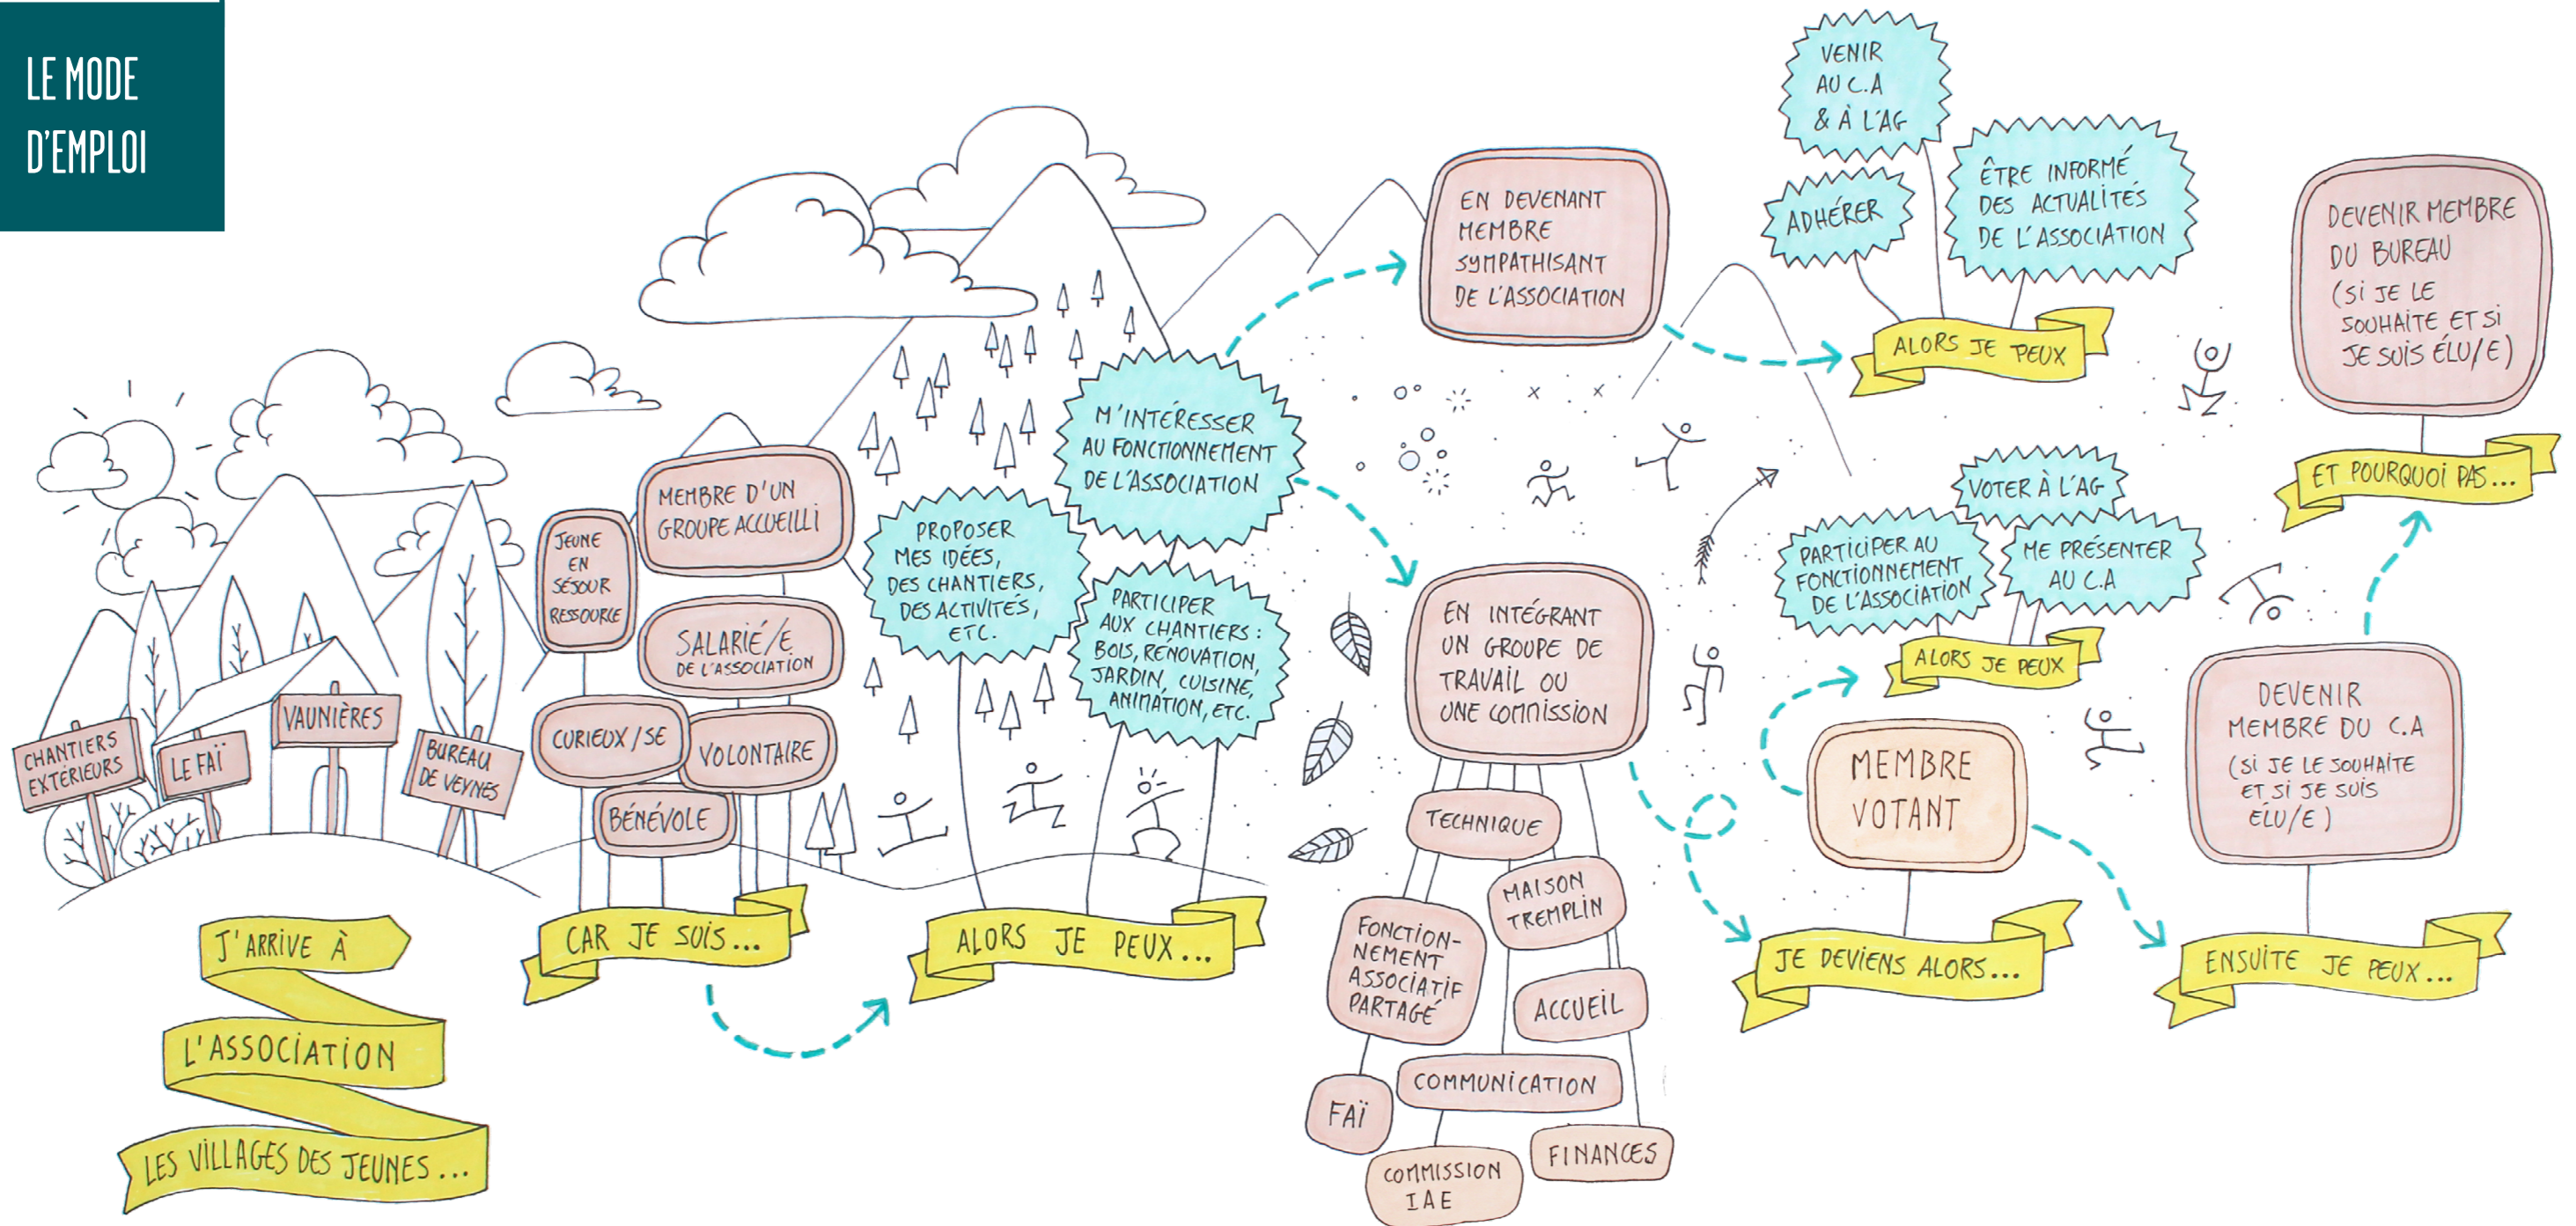 LE MODE
D'EMPLOI
CHANTIERS
EXTÉRIEURS
LE FAÏ
VAUNIÈRES
BUREAU
DE VEYNES
J'ARRIVE À
L'ASSOCIATION
LES VILLAGES DES JEUNES...
JEUNE
EN
SÉJOUR
RESSOURCE
MEMBRE D'UN
GROUPE ACCUEILLI
SALARIÉ/E
DE L'ASSOCIATION
CURIEUX/SE
VOLONTAIRE
BÉNÉVOLE
CAR JE SUIS...
PROPOSER
MES IDÉES,
DES CHANTIERS,
DES ACTIVITÉS,
ETC.
M'INTÉRESSER
AU FONCTIONNEMENT
DE L'ASSOCIATION
PARTICIPER
AUX CHANTIERS :
BOIS, RÉNOVATION,
JARDIN, CUISINE,
ANIMATION, ETC.
ALORS JE PEUX...
EN DEVENANT
MEMBRE
SYMPATHISANT
DE L'ASSOCIATION
VENIR
AU C.A
& À L'AG
ADHÉRER
ÊTRE INFORMÉ
DES ACTUALITÉS
DE L'ASSOCIATION
ALORS JE PEUX
EN INTÉGRANT
UN GROUPE DE
TRAVAIL OU
UNE COMMISSION
TECHNIQUE
MAISON
TREMPLIN
FONCTION-
NEMENT
ASSOCIATIF
PARTAGÉ
ACCUEIL
COMMUNICATION
FAÏ
COMMISSION
IAE
FINANCES
VOTER À L'AG
PARTICIPER AU
FONCTIONNEMENT
DE L'ASSOCIATION
ME PRÉSENTER
AU C.A
ALORS JE PEUX
MEMBRE
VOTANT
JE DEVIENS ALORS...
DEVENIR
MEMBRE DU C.A
(SI JE LE SOUHAITE
ET SI JE SUIS
ÉLU/E)
ENSUITE JE PEUX...
DEVENIR MEMBRE
DU BUREAU
(SI JE LE
SOUHAITE ET SI
JE SUIS ÉLU/E)
ET POURQUOI PAS...